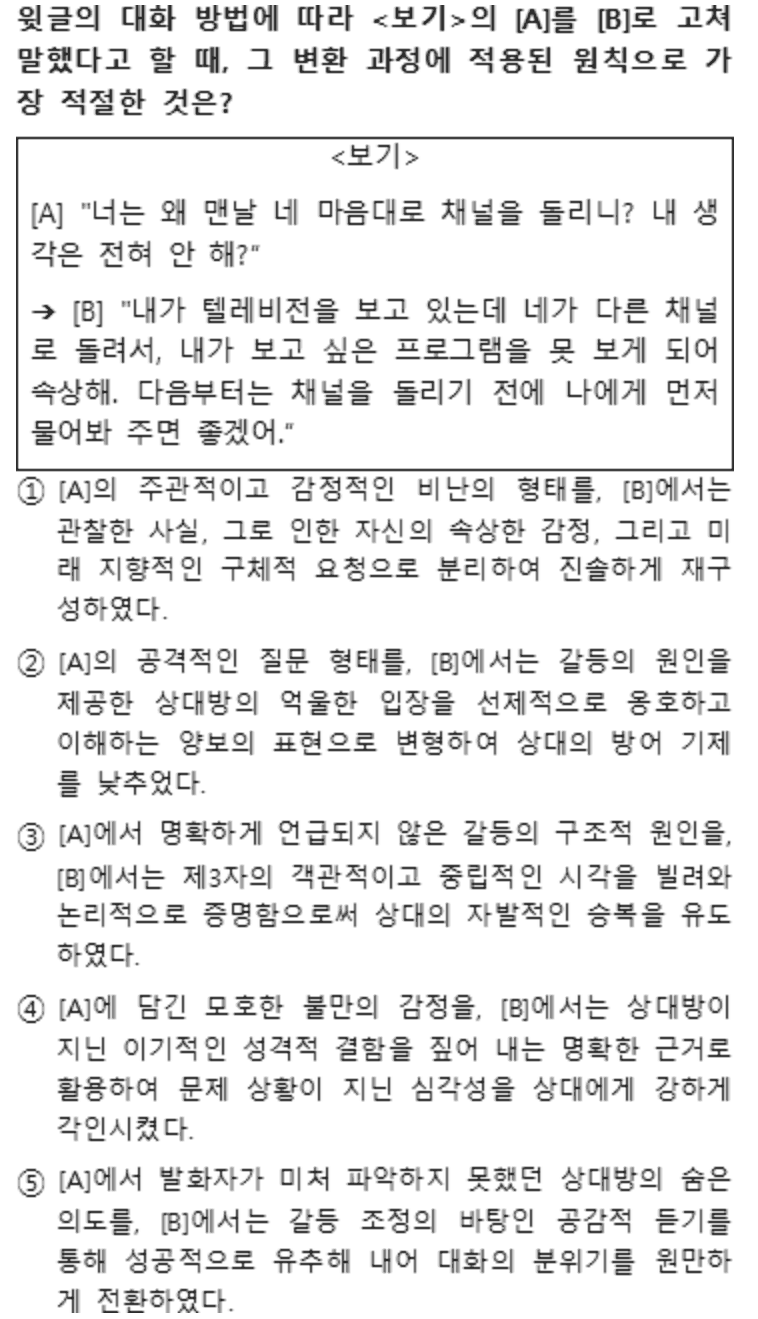 윗글의 대화 방법에 따라 <보기>의 [A]를 [B]로 고쳐
말했다고 할 때, 그 변환 과정에 적용된 원칙으로 가
장 적절한 것은?
<보기>
[A] "너는 왜 맨날 네 마음대로 채널을 돌리니? 내 생
각은 전혀 안 해?"
→ [B] "내가 텔레비전을 보고 있는데 네가 다른 채널
로 돌려서, 내가 보고 싶은 프로그램을 못 보게 되어
속상해. 다음부터는 채널을 돌리기 전에 나에게 먼저
물어봐 주면 좋겠어."
① [A]의 주관적이고 감정적인 비난의 형태를, [B]에서는
관찰한 사실, 그로 인한 자신의 속상한 감정, 그리고 미
래 지향적인 구체적 요청으로 분리하여 진솔하게 재구
성하였다.
② [A]의 공격적인 질문 형태를, [B]에서는 갈등의 원인을
제공한 상대방의 억울한 입장을 선제적으로 옹호하고
이해하는 양보의 표현으로 변형하여 상대의 방어 기제
를 낮추었다.
③ [A]에서 명확하게 언급되지 않은 갈등의 구조적 원인을,
[B]에서는 제3자의 객관적이고 중립적인 시각을 빌려와
논리적으로 증명함으로써 상대의 자발적인 승복을 유도
하였다.
④ [A]에 담긴 모호한 불만의 감정을, [B]에서는 상대방이
지닌 이기적인 성격적 결함을 짚어 내는 명확한 근거로
활용하여 문제 상황이 지닌 심각성을 상대에게 강하게
각인시켰다.
⑤ [A]에서 발화자가 미처 파악하지 못했던 상대방의 숨은
의도를, [B]에서는 갈등 조정의 바탕인 공감적 듣기를
통해 성공적으로 유추해 내어 대화의 분위기를 원만하
게 전환하였다.